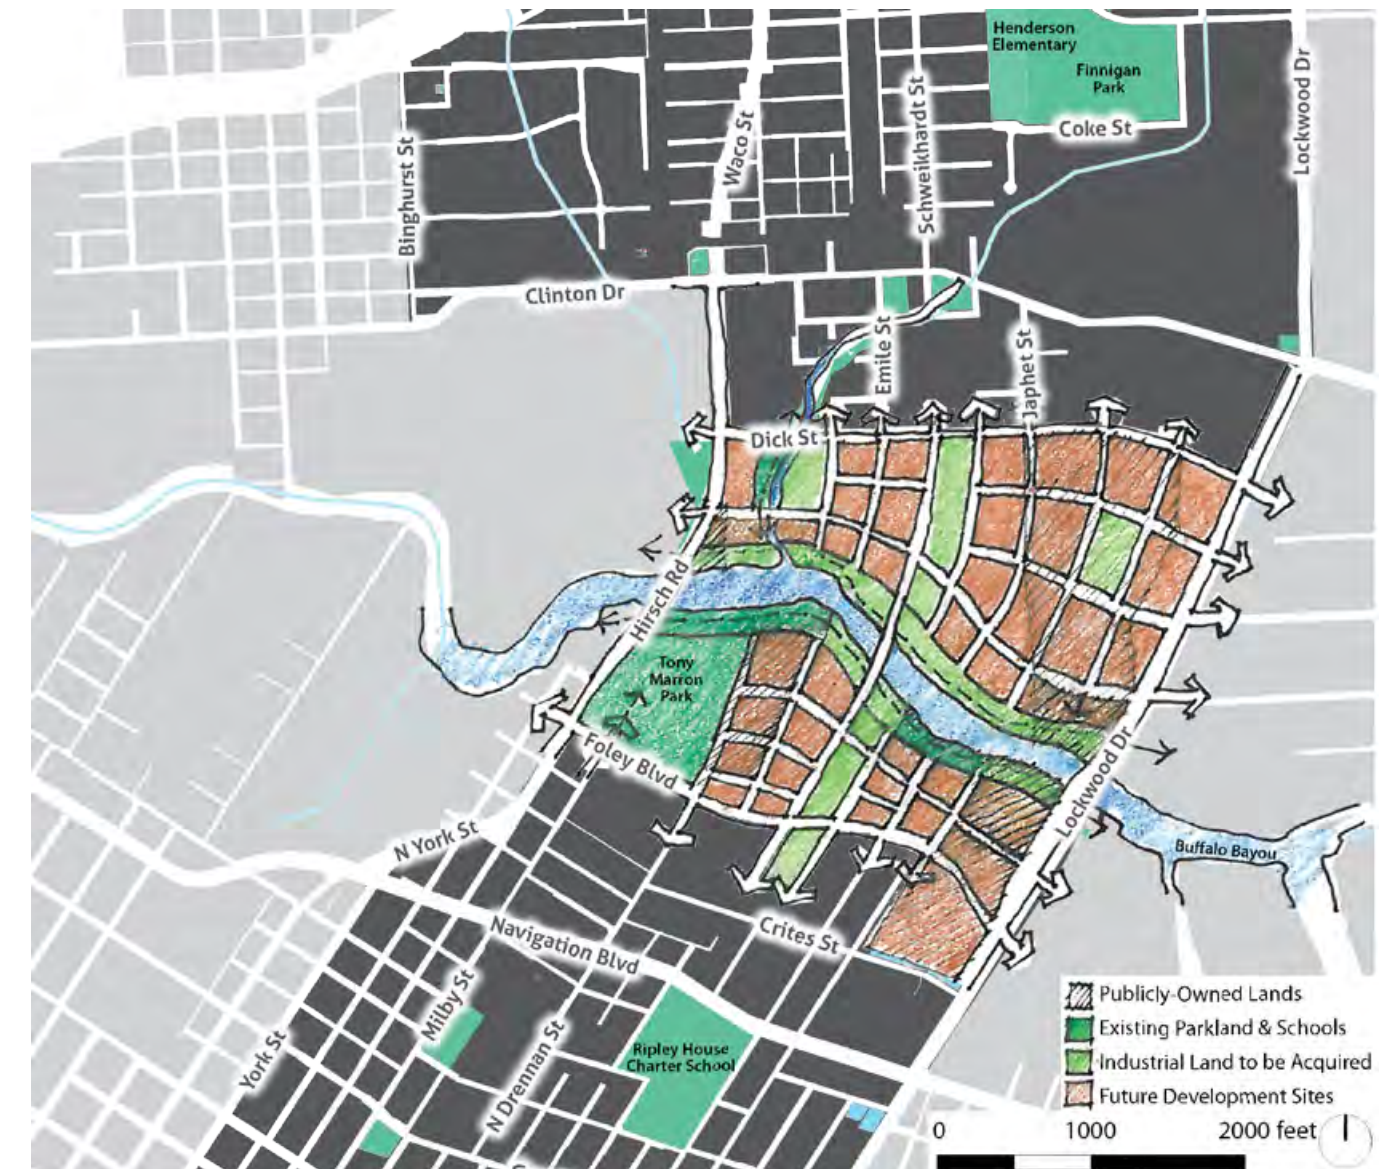 Henderson
Elementary
Finnigan
Park
Coke St
Lockwood Dr
Schweikhardt St
Waco St
Binghurst St
Clinton Dr
Emile St
Japhet St
Dick St
Hirsch Rd
Tony
Marron
Park
Foley Blvd
Lockwood Dr
Buffalo Bayou
N York St
Navigation Blvd
Crites St
Milby St
York St
N Drennan St
Ripley House
Charter School
Publicly-Owned Lands
Existing Parkland & Schools
Industrial Land to be Acquired
Future Development Sites
0 1000 2000 feet